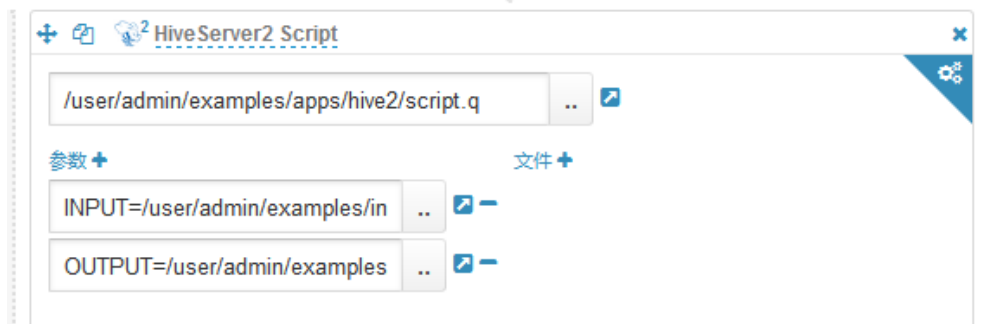 2 HiveServer2 Script
/user/admin/examples/apps/hive2/script.q ..
参数 文件
INPUT=/user/admin/examples/in ..
OUTPUT=/user/admin/examples ..